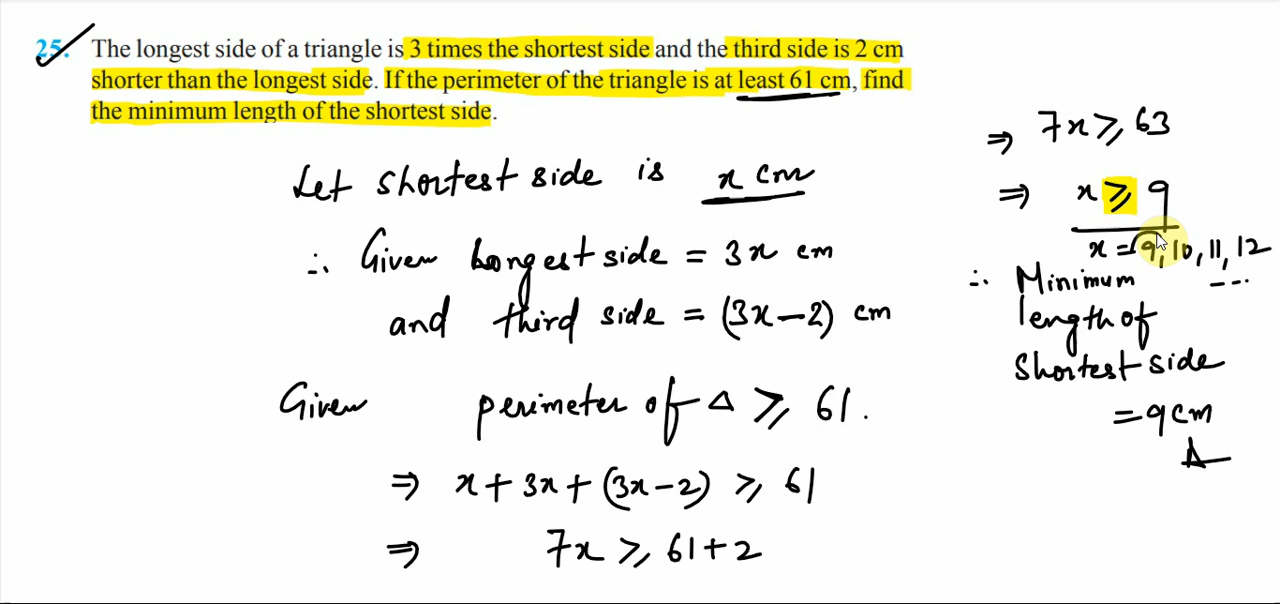 25. The longest side of a triangle is 3 times the shortest side and the third side is 2 cm
shorter than the longest side. If the perimeter of the triangle is at least 61 cm, find
the minimum length of the shortest side.
Let shortest side is x cm
∴ Given longest side = 3x cm
and third side = (3x-2) cm
Given perimeter of Δ ⩾ 61.
⇒ x + 3x + (3x-2) ⩾ 61
⇒ 7x ⩾ 61+2
⇒ 7x ⩾ 63
⇒ x ⩾ 9
x = 9, 10, 11, 12
---
∴ Minimum
length of
shortest side
= 9 cm